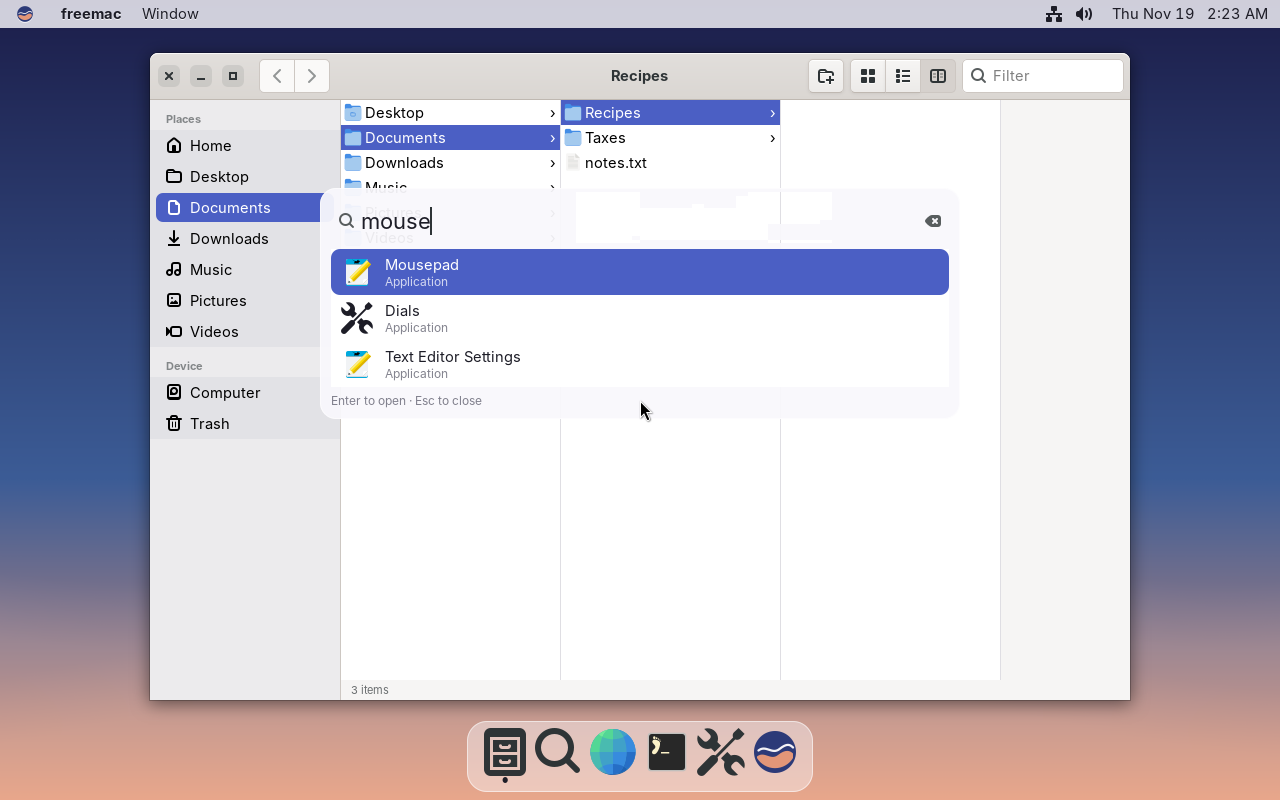 freemac Window Thu Nov 19 2:23 AM
Recipes
Filter
Places
Home
Desktop
Documents
Downloads
Music
Pictures
Videos
Device
Computer
Trash
Desktop ›
Documents ›
Downloads ›
Music ›
Videos
Recipes ›
Taxes ›
notes.txt
mouse
Mousepad
Application
Dials
Application
Text Editor Settings
Application
Enter to open · Esc to close
3 items